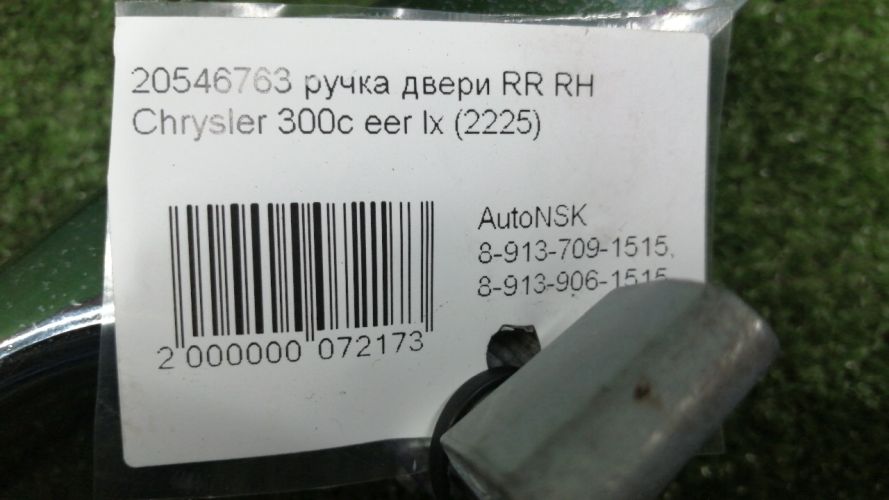 20546763 ручка двери RR RH
Chrysler 300c eer lx (2225)
AutoNSK
8-913-709-1515,
8-913-906-1515
2 000000 072173